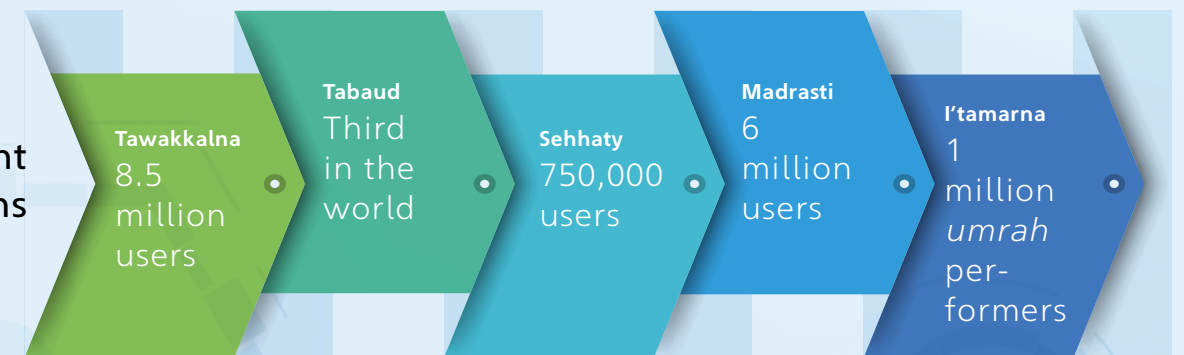 nt
ns
Tawakkalna
8.5
million
users
Tabaud
Third
in the
world
Sehhaty
750,000
users
Madrasti
6
million
users
I'tamarna
1
million
umrah
per-
formers